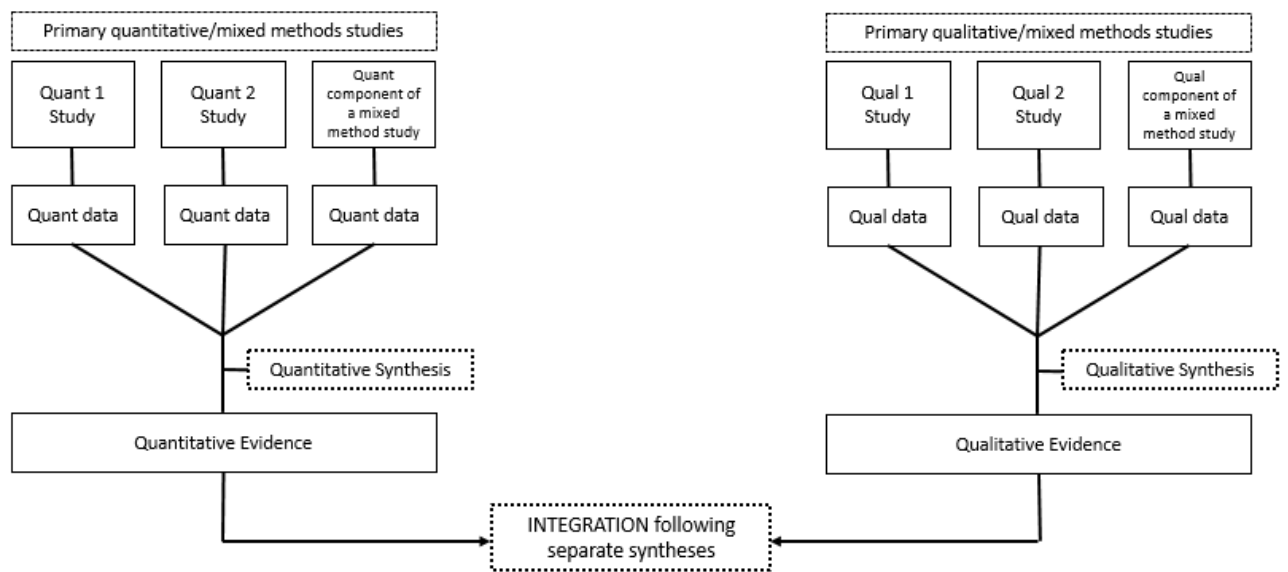 Primary quantitative/mixed methods studies
Primary qualitative/mixed methods studies
Quant 1
Study
Quant 2
Study
Quant
component of
a mixed
method study
Qual 1
Study
Qual 2
Study
Qual
component of
a mixed
method study
Quant data
Quant data
Quant data
Qual data
Qual data
Qual data
Quantitative Synthesis
Qualitative Synthesis
Quantitative Evidence
Qualitative Evidence
INTEGRATION following
separate syntheses